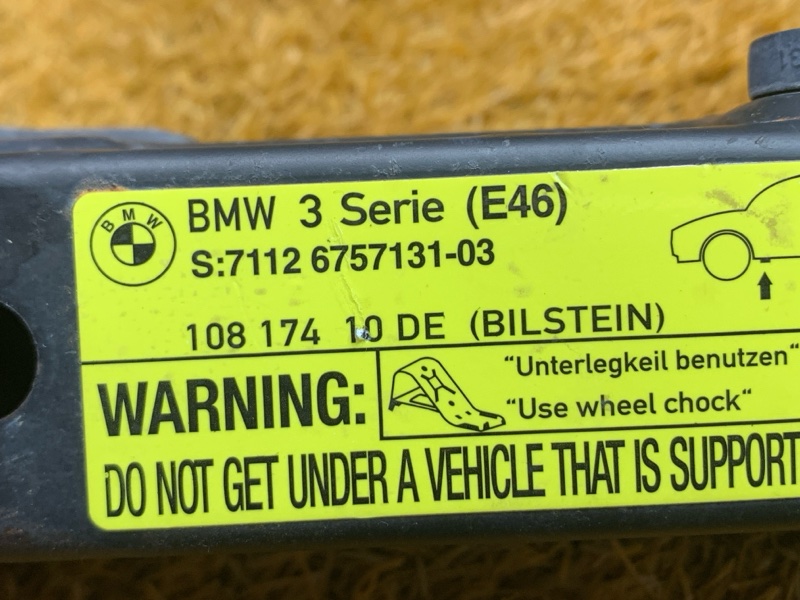 BMW
BMW 3 Serie (E46)
S:7112 6757131-03
108 174 10 DE (BILSTEIN)
WARNING:
"Unterlegkeil benutzen"
"Use wheel chock"
DO NOT GET UNDER A VEHICLE THAT IS SUPPORT
31